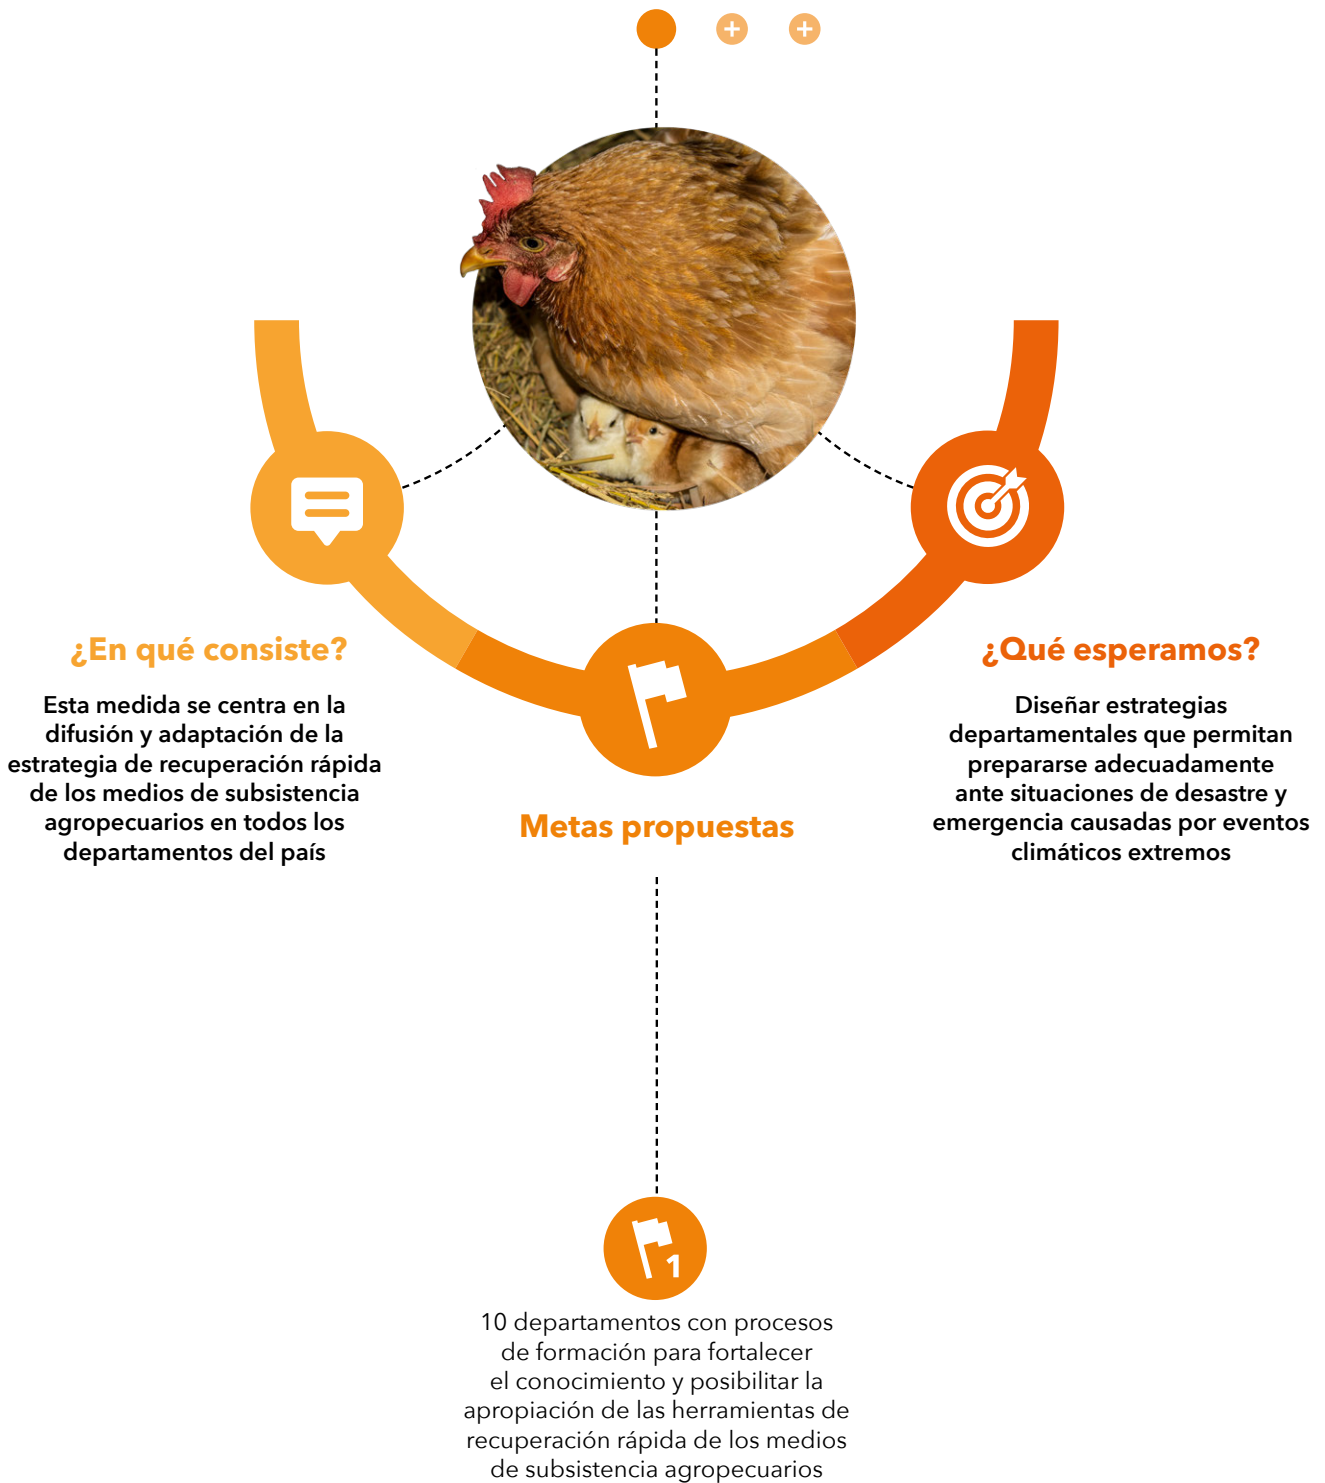 ¿En qué consiste?
Esta medida se centra en la
difusión y adaptación de la
estrategia de recuperación rápida
de los medios de subsistencia
agropecuarios en todos los
departamentos del país
Metas propuestas
¿Qué esperamos?
Diseñar estrategias
departamentales que permitan
prepararse adecuadamente
ante situaciones de desastre y
emergencia causadas por eventos
climáticos extremos
1
10 departamentos con procesos
de formación para fortalecer
el conocimiento y posibilitar la
apropiación de las herramientas de
recuperación rápida de los medios
de subsistencia agropecuarios